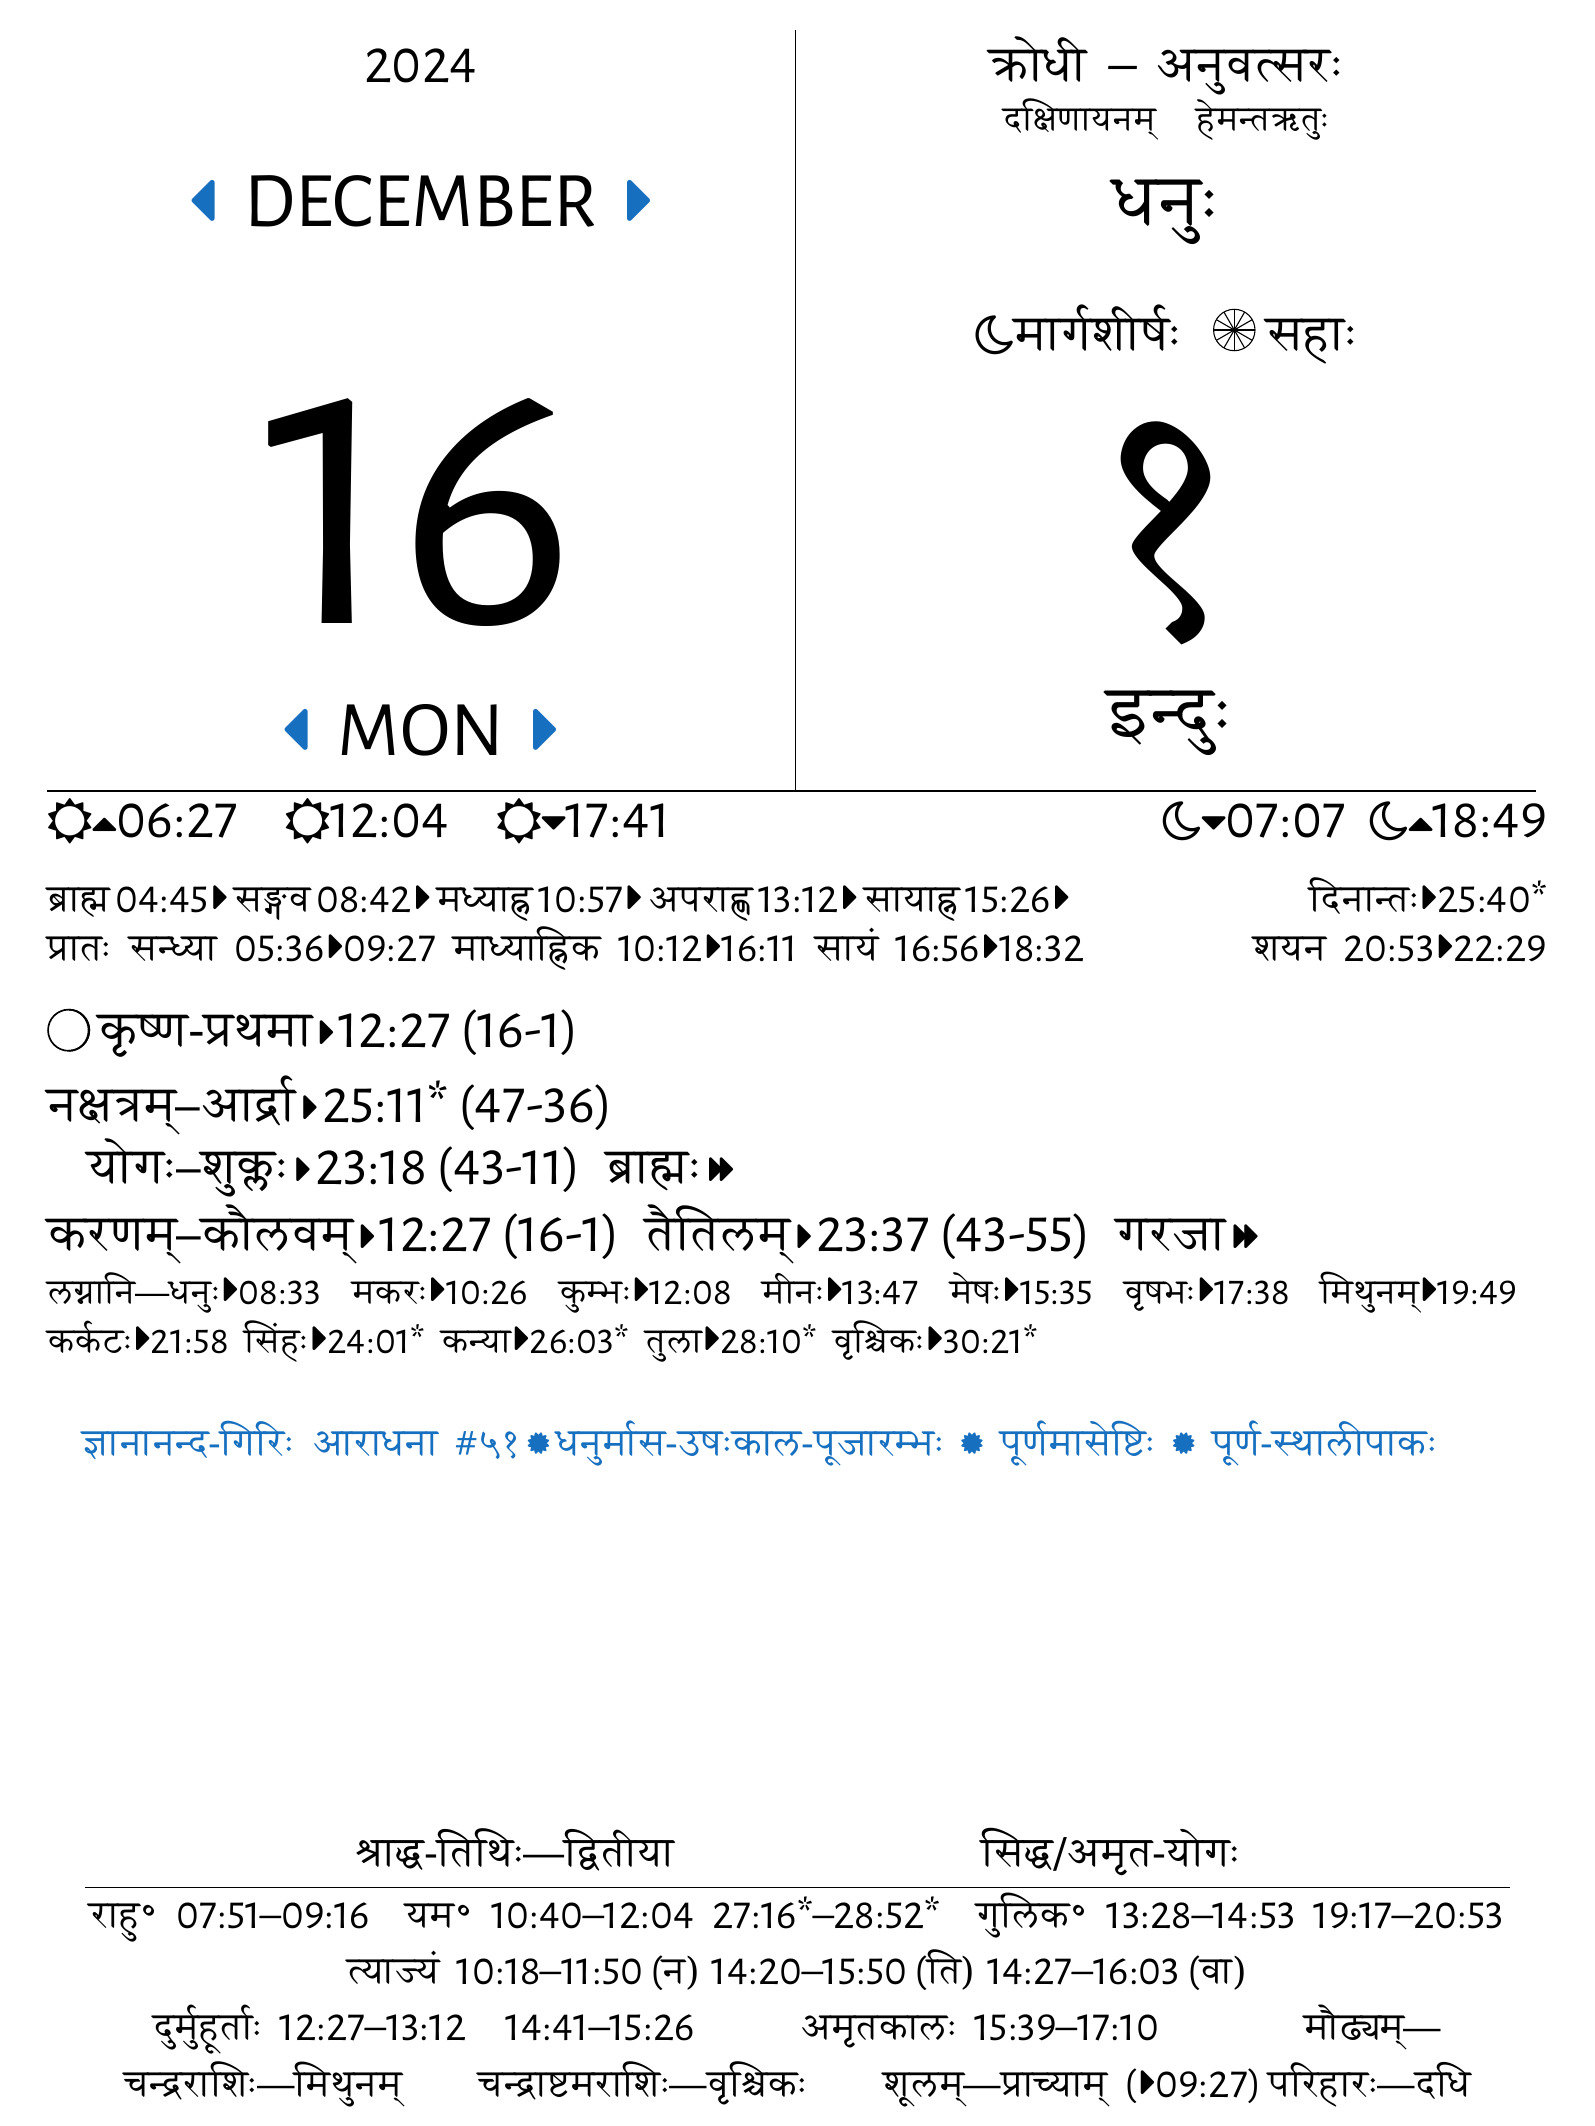 2024
DECEMBER
16
MON
क्रोधी – अनुवत्सरः
दक्षिणायनम् हेमन्तऋतुः
धनुः
मार्गशीर्षः सहाः
१
इन्दुः
06:27 12:04 17:41 07:07 18:49
ब्राह्म 04:45 सङ्गव 08:42 मध्याह्न 10:57 अपराह्ण 13:12 सायाह्न 15:26 दिनान्तः 25:40*
प्रातः सन्ध्या 05:36 09:27 माध्याह्निक 10:12 16:11 सायं 16:56 18:32 शयन 20:53 22:29
कृष्ण-प्रथमा 12:27 (16-1)
नक्षत्रम्–आर्द्रा 25:11* (47-36)
योगः–शुक्लः 23:18 (43-11) ब्राह्मः
करणम्–कौलवम् 12:27 (16-1) तैतिलम् 23:37 (43-55) गरजा
लग्नानि—धनुः 08:33 मकरः 10:26 कुम्भः 12:08 मीनः 13:47 मेषः 15:35 वृषभः 17:38 मिथुनम् 19:49
कर्कटः 21:58 सिंहः 24:01* कन्या 26:03* तुला 28:10* वृश्चिकः 30:21*
ज्ञानानन्द-गिरिः आराधना #५१ धनुर्मास-उषःकाल-पूजारम्भः पूर्णमासेष्टिः पूर्ण-स्थालीपाकः
श्राद्ध-तिथिः—द्वितीया सिद्ध/अमृत-योगः
राहु॰ 07:51–09:16 यम॰ 10:40–12:04 27:16*–28:52* गुलिक॰ 13:28–14:53 19:17–20:53
त्याज्यं 10:18–11:50 (न) 14:20–15:50 (ति) 14:27–16:03 (वा)
दुर्मुहूर्ताः 12:27–13:12 14:41–15:26 अमृतकालः 15:39–17:10 मौढ्यम्—
चन्द्रराशिः—मिथुनम् चन्द्राष्टमराशिः—वृश्चिकः शूलम्—प्राच्याम् (09:27) परिहारः—दधि